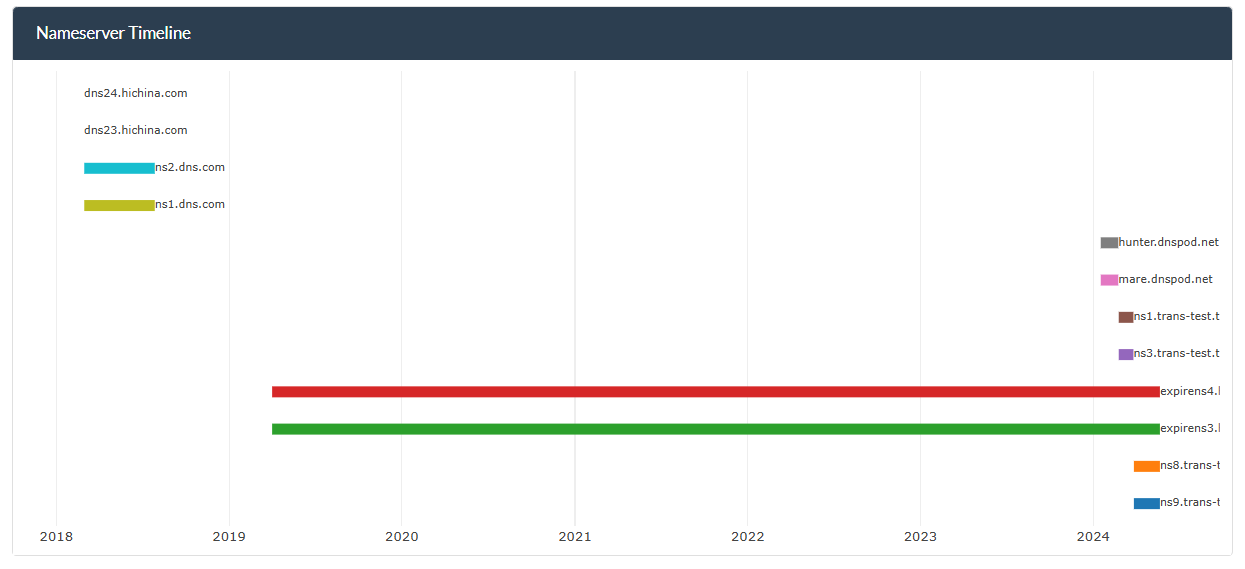 Nameserver Timeline
dns24.hichina.com
dns23.hichina.com
ns2.dns.com
ns1.dns.com
hunter.dnspod.net
mare.dnspod.net
ns1.trans-test.t
ns3.trans-test.t
expirens4.
expirens3.
ns8.trans-t
ns9.trans-t
2018 2019 2020 2021 2022 2023 2024